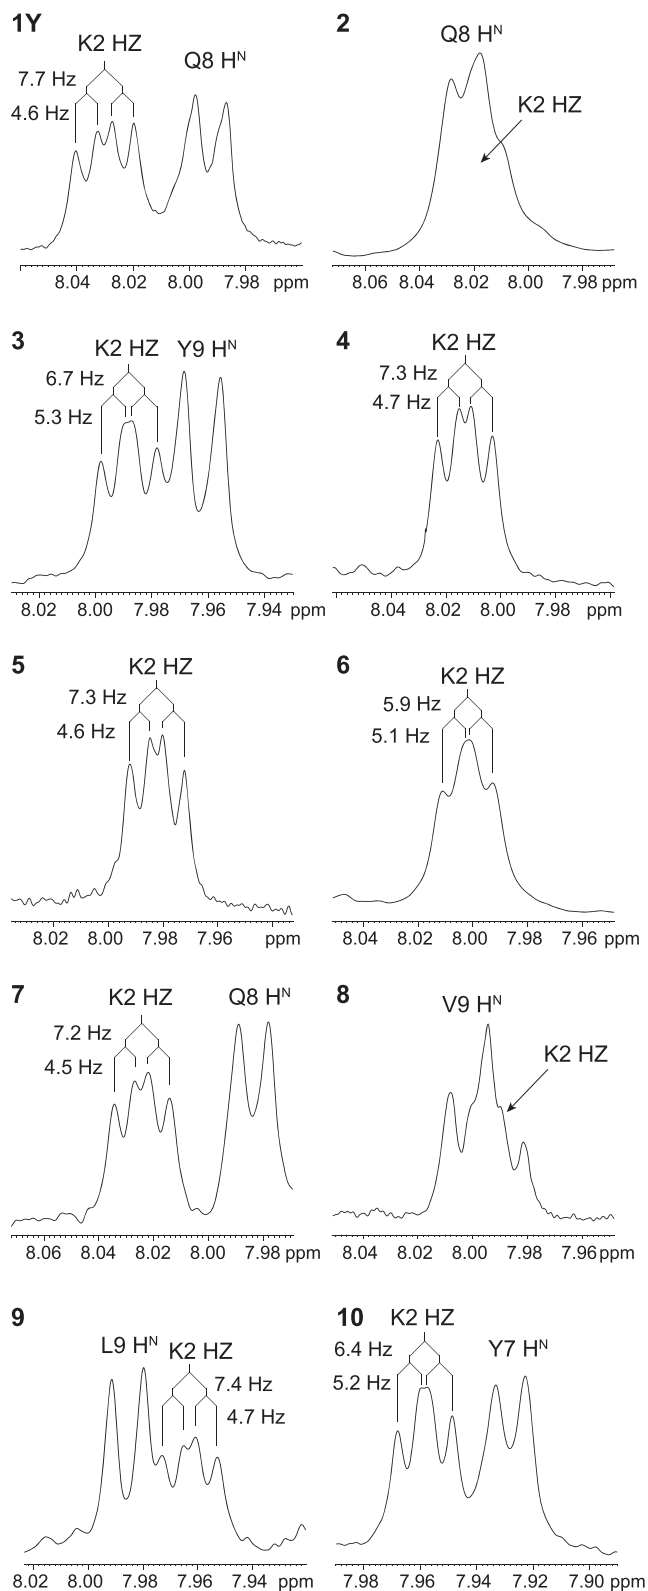 1Y
K2 HZ
7.7 Hz
4.6 Hz
Q8 Hᴺ
8.04 8.02 8.00 7.98 ppm
2
Q8 Hᴺ
K2 HZ
8.06 8.04 8.02 8.00 7.98 ppm
3
K2 HZ Y9 Hᴺ
6.7 Hz
5.3 Hz
8.02 8.00 7.98 7.96 7.94 ppm
4
K2 HZ
7.3 Hz
4.7 Hz
8.04 8.02 8.00 7.98 ppm
5
K2 HZ
7.3 Hz
4.6 Hz
8.02 8.00 7.98 7.96 ppm
6
K2 HZ
5.9 Hz
5.1 Hz
8.04 8.02 8.00 7.98 7.96 ppm
7
K2 HZ Q8 Hᴺ
7.2 Hz
4.5 Hz
8.06 8.04 8.02 8.00 7.98 ppm
8
V9 Hᴺ
K2 HZ
8.04 8.02 8.00 7.98 7.96 ppm
9
L9 Hᴺ K2 HZ
7.4 Hz
4.7 Hz
8.02 8.00 7.98 7.96 7.94 ppm
10
K2 HZ
6.4 Hz
5.2 Hz
Y7 Hᴺ
7.98 7.96 7.94 7.92 7.90 ppm